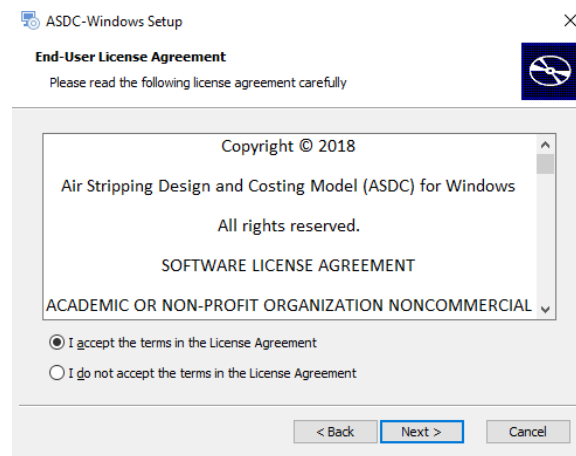 ASDC-Windows Setup
End-User License Agreement
Please read the following license agreement carefully
Copyright © 2018
Air Stripping Design and Costing Model (ASDC) for Windows
All rights reserved.
SOFTWARE LICENSE AGREEMENT
ACADEMIC OR NON-PROFIT ORGANIZATION NONCOMMERCIAL
I accept the terms in the License Agreement
I do not accept the terms in the License Agreement
< Back Next > Cancel